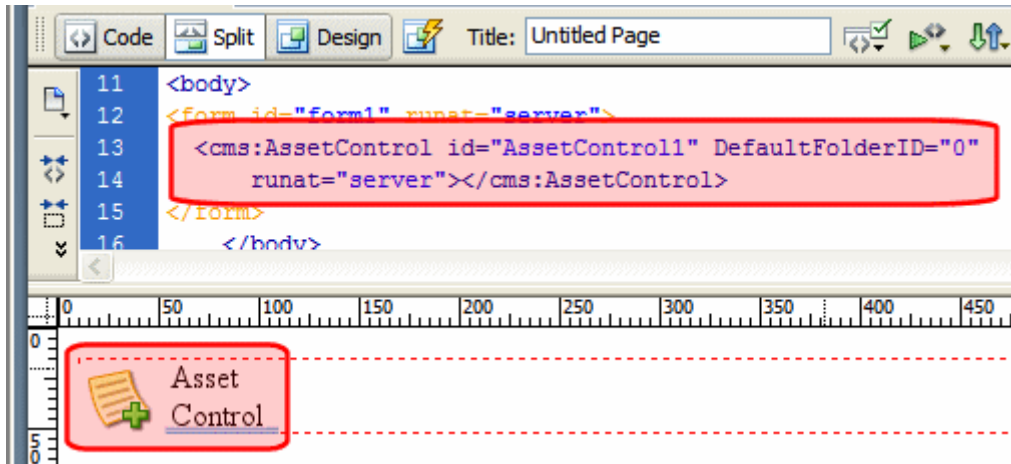 Code Split Design Title: Untitled Page
11 <body>
12 <form id="form1" runat="server">
13 <cms:AssetControl id="AssetControl1" DefaultFolderID="0"
14 runat="server"></cms:AssetControl>
15 </form>
16 </body>
0 50 100 150 200 250 300 350 400 450
0
Asset
Control
50